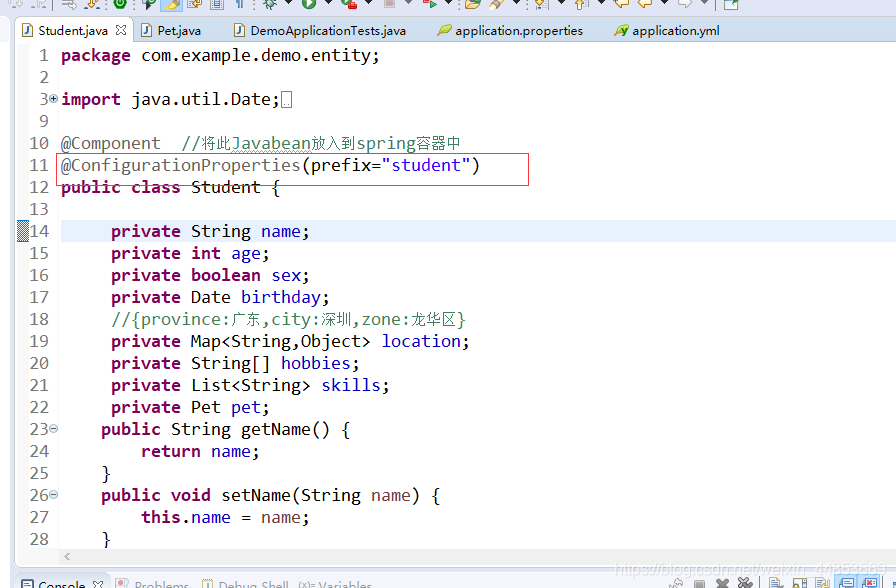 Student.java Pet.java DemoApplicationTests.java application.properties application.yml
1 package com.example.demo.entity;
2
3 import java.util.Date;
9
10 @Component //将此Javabean放入到spring容器中
11 @ConfigurationProperties(prefix="student")
12 public class Student {
13
14 private String name;
15 private int age;
16 private boolean sex;
17 private Date birthday;
18 //{province:广东,city:深圳,zone:龙华区}
19 private Map<String,Object> location;
20 private String[] hobbies;
21 private List<String> skills;
22 private Pet pet;
23 public String getName() {
24 return name;
25 }
26 public void setName(String name) {
27 this.name = name;
28 }
Console Problems Debug Shell Variables